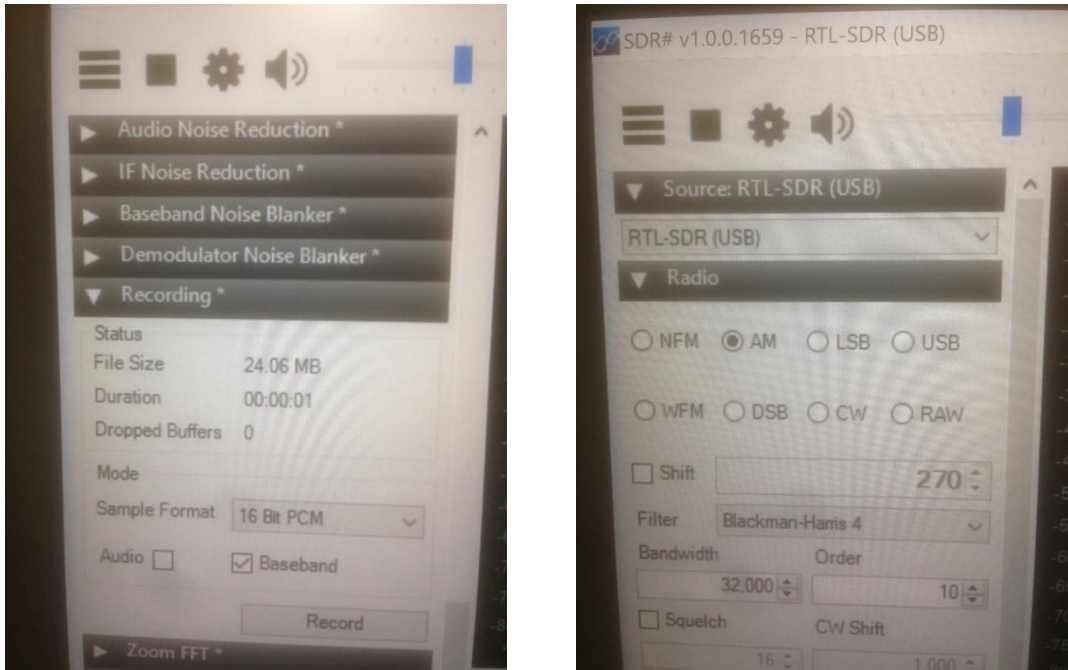 Audio Noise Reduction *
IF Noise Reduction *
Baseband Noise Blanker *
Demodulator Noise Blanker *
Recording *
Status
File Size 24.06 MB
Duration 00:00:01
Dropped Buffers 0
Mode
Sample Format 16 Bit PCM
Audio Baseband
Record
Zoom FFT *
SDR# v1.0.0.1659 - RTL-SDR (USB)
Source: RTL-SDR (USB)
RTL-SDR (USB)
Radio
NFM AM LSB USB
WFM DSB CW RAW
Shift 270
Filter Blackman-Harris 4
Bandwidth Order
32,000 10
Squelch CW Shift
16 1,000